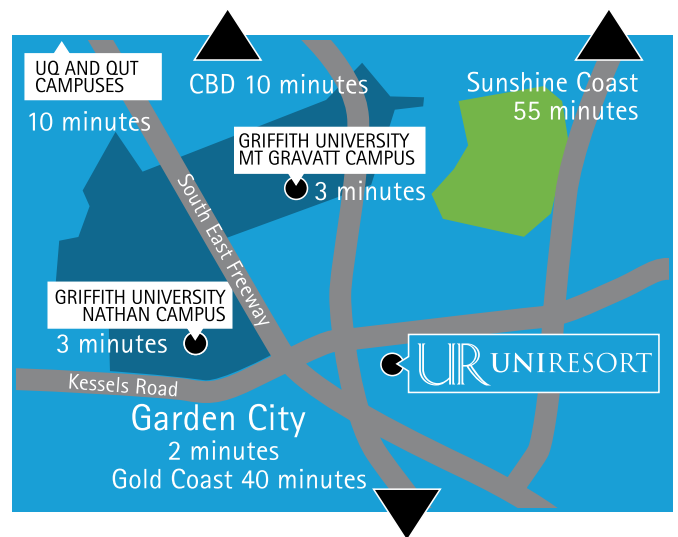 UQ AND QUT
CAMPUSES
10 minutes
CBD 10 minutes
Sunshine Coast
55 minutes
GRIFFITH UNIVERSITY
MT GRAVATT CAMPUS
3 minutes
South East Freeway
GRIFFITH UNIVERSITY
NATHAN CAMPUS
3 minutes
UR UNIRESORT
Kessels Road
Garden City
2 minutes
Gold Coast 40 minutes